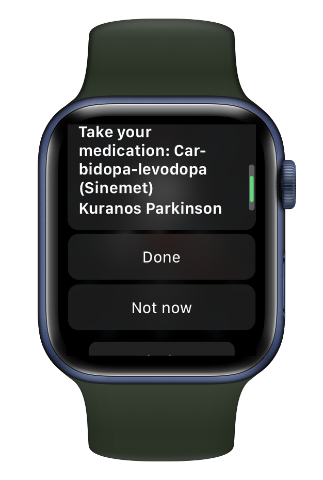 Take your
medication: Car-
bidopa-levodopa
(Sinemet)
Kuranos Parkinson
Done
Not now